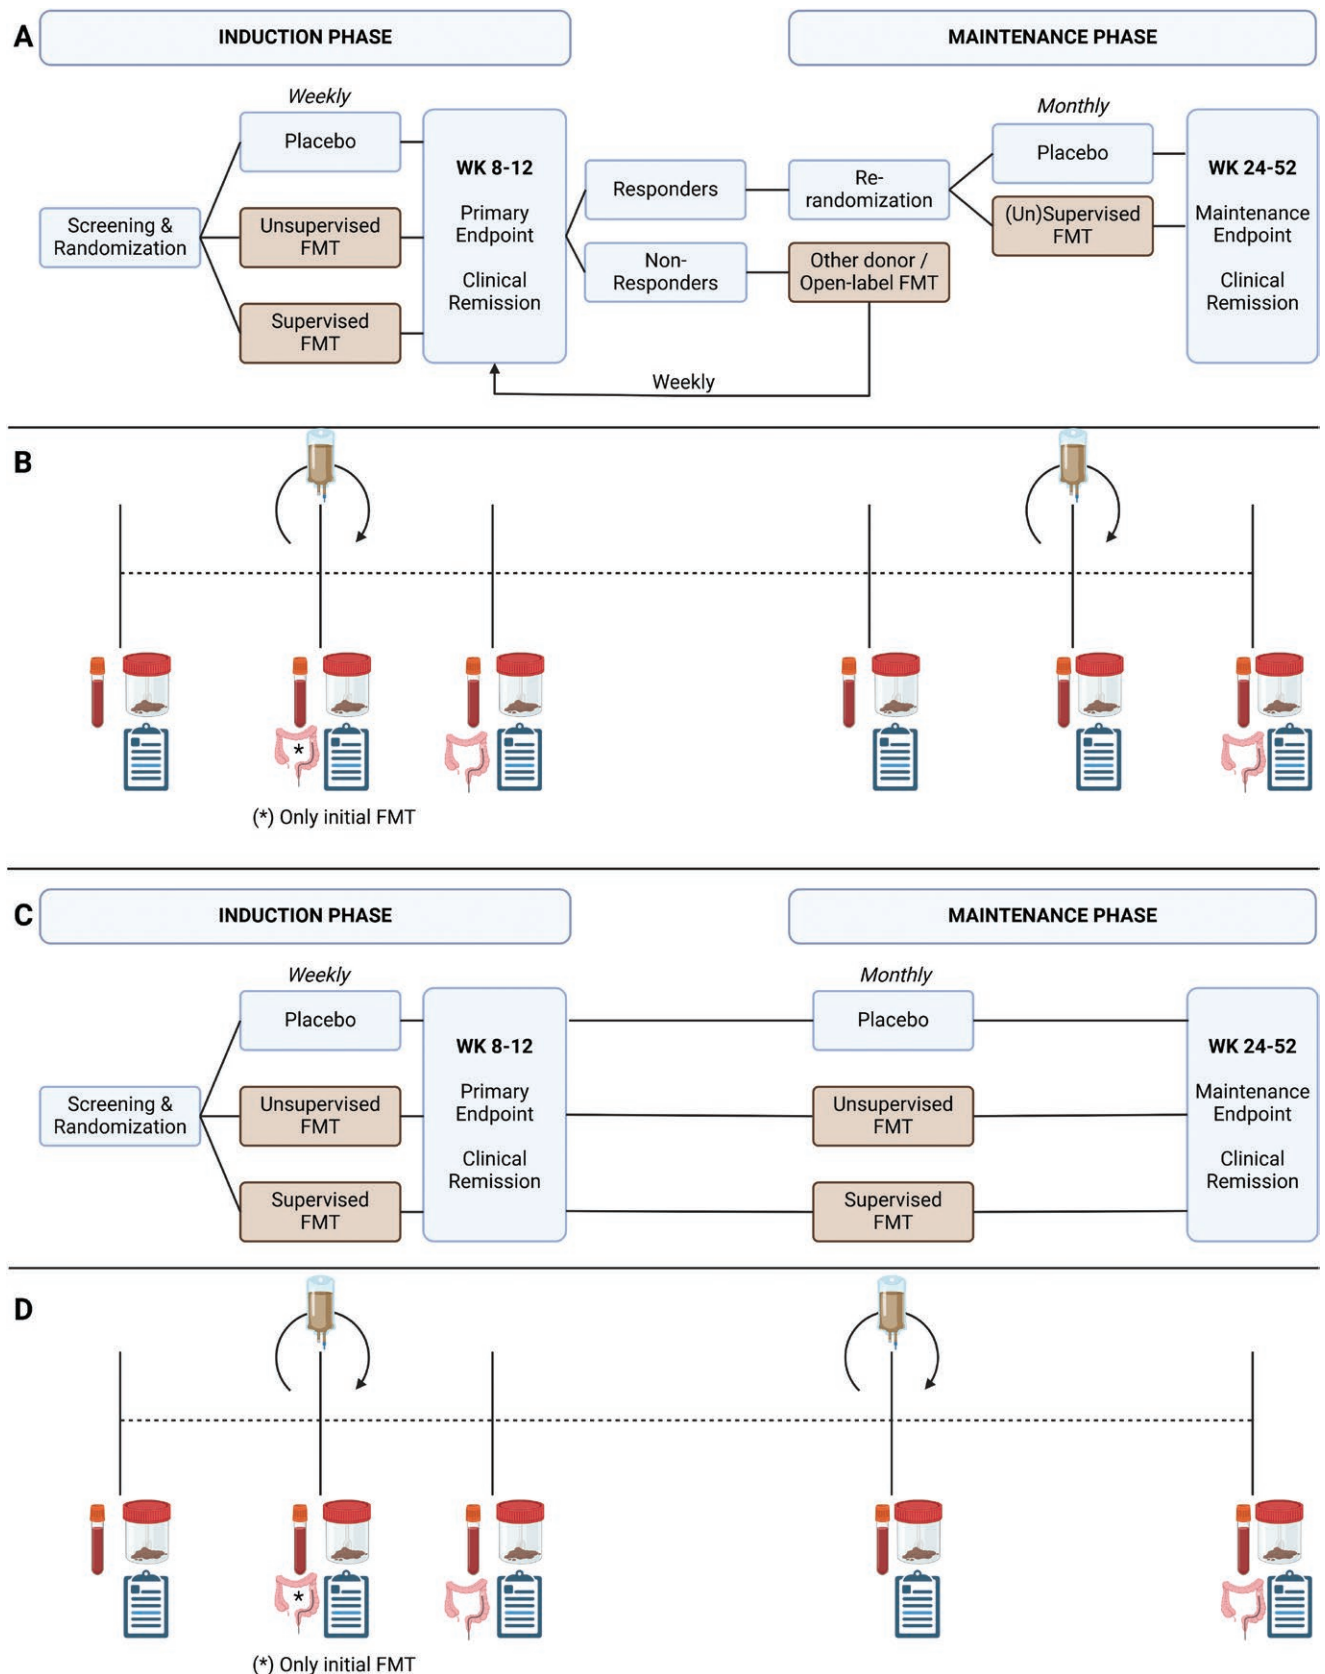 A
INDUCTION PHASE
MAINTENANCE PHASE
Weekly
Placebo
Unsupervised
FMT
Supervised
FMT
Screening &
Randomization
WK 8-12
Primary
Endpoint
Clinical
Remission
Responders
Non-
Responders
Re-
randomization
Other donor /
Open-label FMT
Weekly
Monthly
Placebo
(Un)Supervised
FMT
WK 24-52
Maintenance
Endpoint
Clinical
Remission
B
*
(*) Only initial FMT
C
INDUCTION PHASE
MAINTENANCE PHASE
Weekly
Placebo
Unsupervised
FMT
Supervised
FMT
Screening &
Randomization
WK 8-12
Primary
Endpoint
Clinical
Remission
Monthly
Placebo
Unsupervised
FMT
Supervised
FMT
WK 24-52
Maintenance
Endpoint
Clinical
Remission
D
*
(*) Only initial FMT